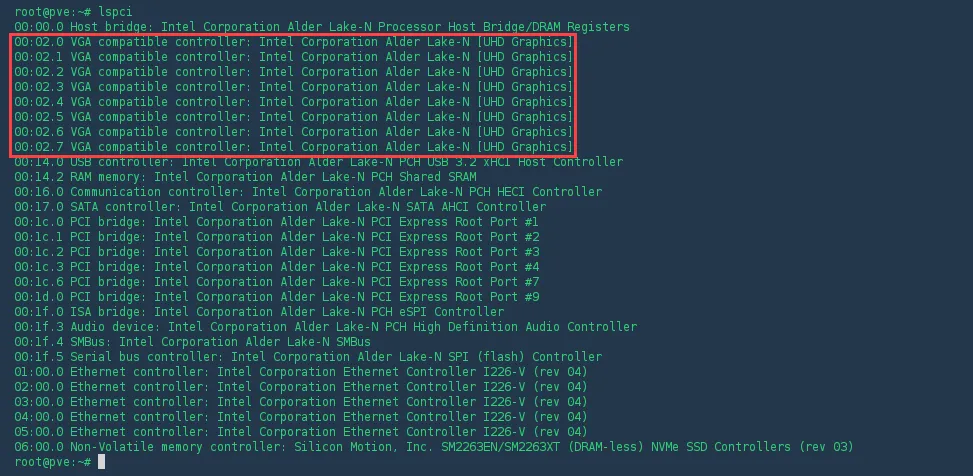 root@pve:~# lspci
00:00.0 Host bridge: Intel Corporation Alder Lake-N Processor Host Bridge/DRAM Registers
00:02.0 VGA compatible controller: Intel Corporation Alder Lake-N [UHD Graphics]
00:02.1 VGA compatible controller: Intel Corporation Alder Lake-N [UHD Graphics]
00:02.2 VGA compatible controller: Intel Corporation Alder Lake-N [UHD Graphics]
00:02.3 VGA compatible controller: Intel Corporation Alder Lake-N [UHD Graphics]
00:02.4 VGA compatible controller: Intel Corporation Alder Lake-N [UHD Graphics]
00:02.5 VGA compatible controller: Intel Corporation Alder Lake-N [UHD Graphics]
00:02.6 VGA compatible controller: Intel Corporation Alder Lake-N [UHD Graphics]
00:02.7 VGA compatible controller: Intel Corporation Alder Lake-N [UHD Graphics]
00:14.0 USB controller: Intel Corporation Alder Lake-N PCH USB 3.2 xHCI Host Controller
00:14.2 RAM memory: Intel Corporation Alder Lake-N PCH Shared SRAM
00:16.0 Communication controller: Intel Corporation Alder Lake-N PCH HECI Controller
00:17.0 SATA controller: Intel Corporation Alder Lake-N SATA AHCI Controller
00:1c.0 PCI bridge: Intel Corporation Alder Lake-N PCI Express Root Port #1
00:1c.1 PCI bridge: Intel Corporation Alder Lake-N PCI Express Root Port #2
00:1c.2 PCI bridge: Intel Corporation Alder Lake-N PCI Express Root Port #3
00:1c.3 PCI bridge: Intel Corporation Alder Lake-N PCI Express Root Port #4
00:1c.6 PCI bridge: Intel Corporation Alder Lake-N PCI Express Root Port #7
00:1d.0 PCI bridge: Intel Corporation Alder Lake-N PCI Express Root Port #9
00:1f.0 ISA bridge: Intel Corporation Alder Lake-N PCH eSPI Controller
00:1f.3 Audio device: Intel Corporation Alder Lake-N PCH High Definition Audio Controller
00:1f.4 SMBus: Intel Corporation Alder Lake-N SMBus
00:1f.5 Serial bus controller: Intel Corporation Alder Lake-N SPI (flash) Controller
01:00.0 Ethernet controller: Intel Corporation Ethernet Controller I226-V (rev 04)
02:00.0 Ethernet controller: Intel Corporation Ethernet Controller I226-V (rev 04)
03:00.0 Ethernet controller: Intel Corporation Ethernet Controller I226-V (rev 04)
04:00.0 Ethernet controller: Intel Corporation Ethernet Controller I226-V (rev 04)
05:00.0 Ethernet controller: Intel Corporation Ethernet Controller I226-V (rev 04)
06:00.0 Non-Volatile memory controller: Silicon Motion, Inc. SM2263EN/SM2263XT (DRAM-less) NVMe SSD Controllers (rev 03)
root@pve:~#